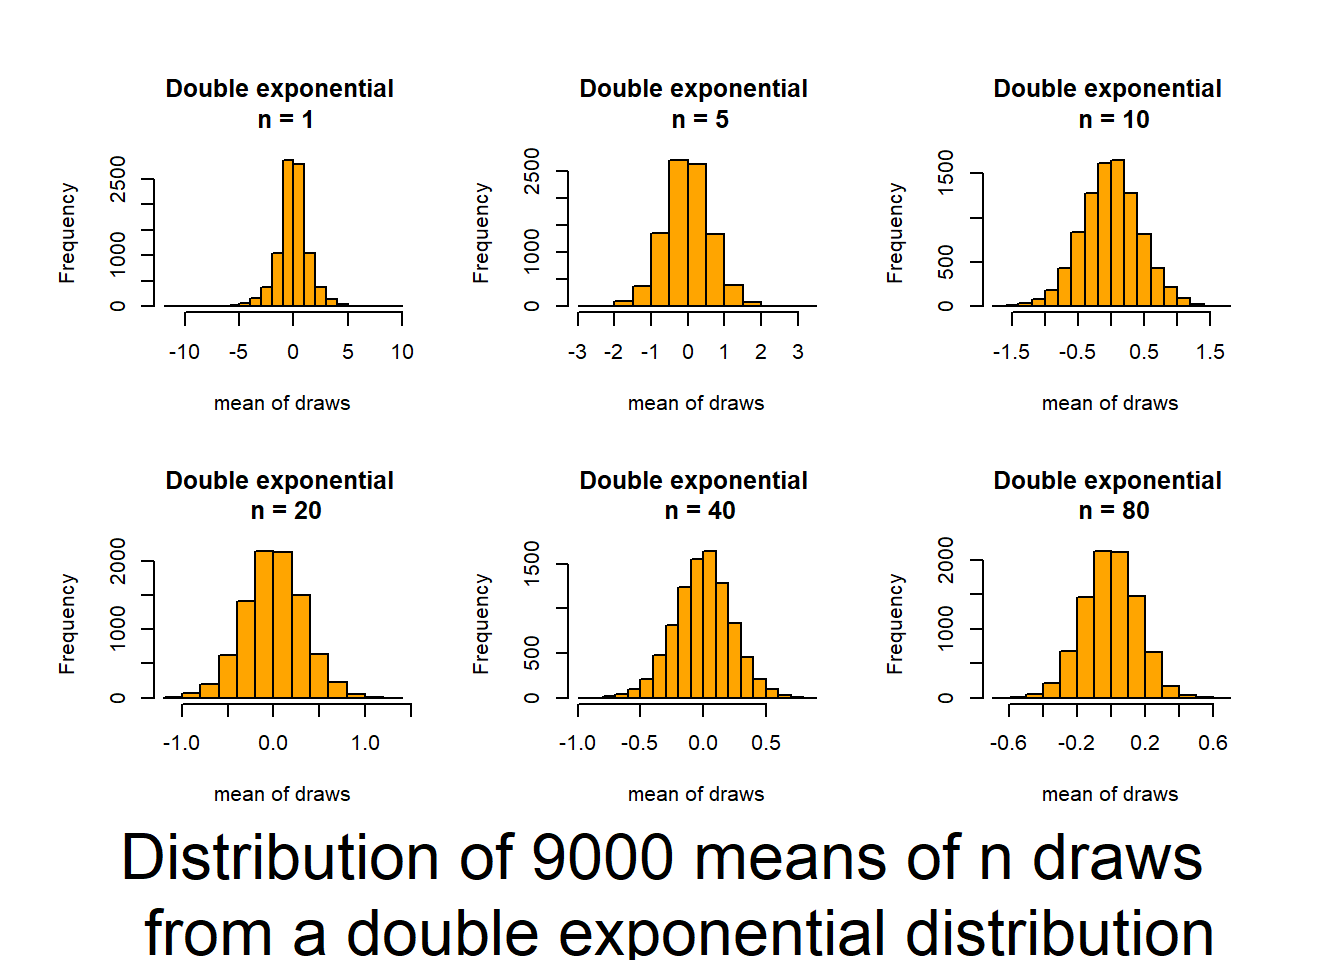 Double exponential
n = 1
Frequency
0 1000 2500
-10 -5 0 5 10
mean of draws
Double exponential
n = 5
Frequency
0 1000 2500
-3 -2 -1 0 1 2 3
mean of draws
Double exponential
n = 10
Frequency
0 500 1500
-1.5 -0.5 0.5 1.5
mean of draws
Double exponential
n = 20
Frequency
0 1000 2000
-1.0 0.0 1.0
mean of draws
Double exponential
n = 40
Frequency
0 500 1500
-1.0 -0.5 0.0 0.5
mean of draws
Double exponential
n = 80
Frequency
0 1000 2000
-0.6 -0.2 0.2 0.6
mean of draws
Distribution of 9000 means of n draws
from a double exponential distribution